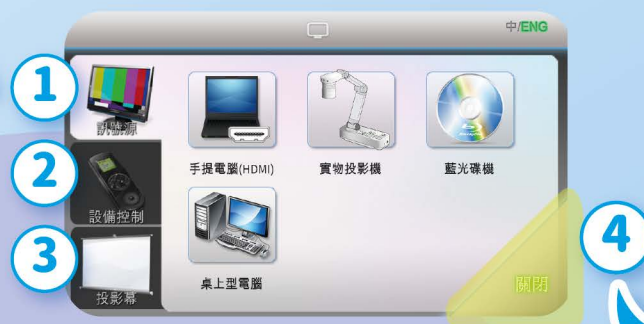 中/ENG
1
訊號源
手提電腦(HDMI)
實物投影機
藍光碟機
2
設備控制
3
投影幕
桌上型電腦
關閉
4